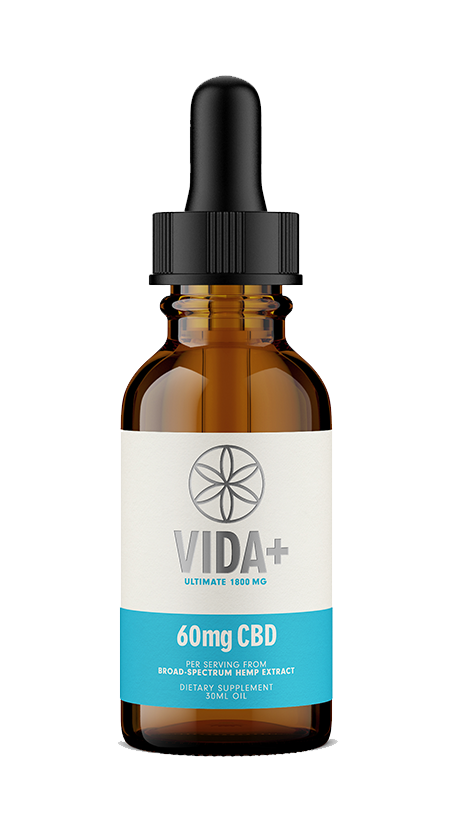 VIDA+
ULTIMATE 1800 MG
60mg CBD
PER SERVING FROM
BROAD-SPECTRUM HEMP EXTRACT
DIETARY SUPPLEMENT
30ML OIL